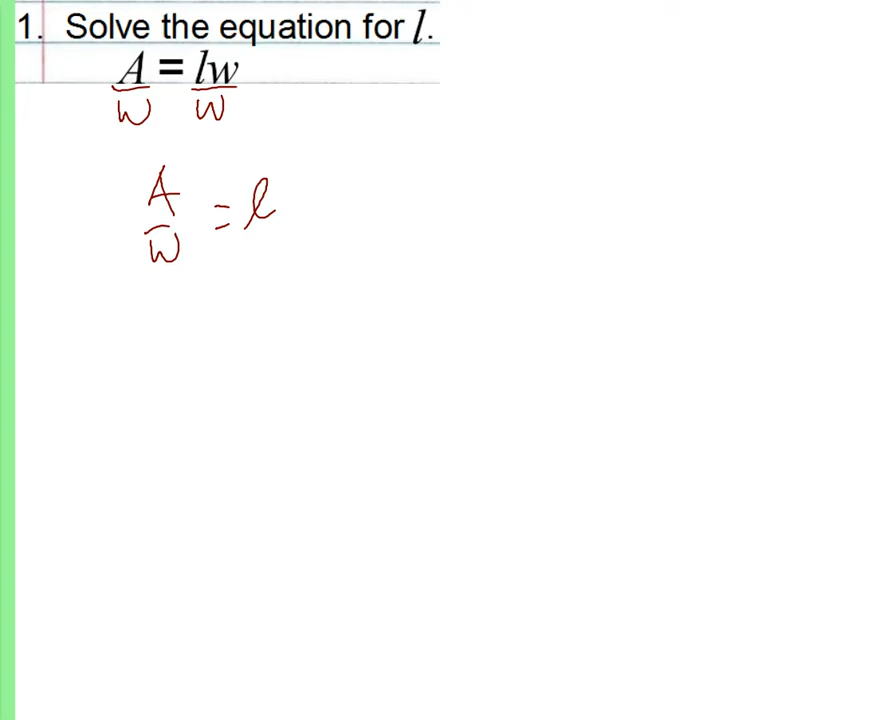 1. Solve the equation for l.
A = lw
w w
A
= l
w